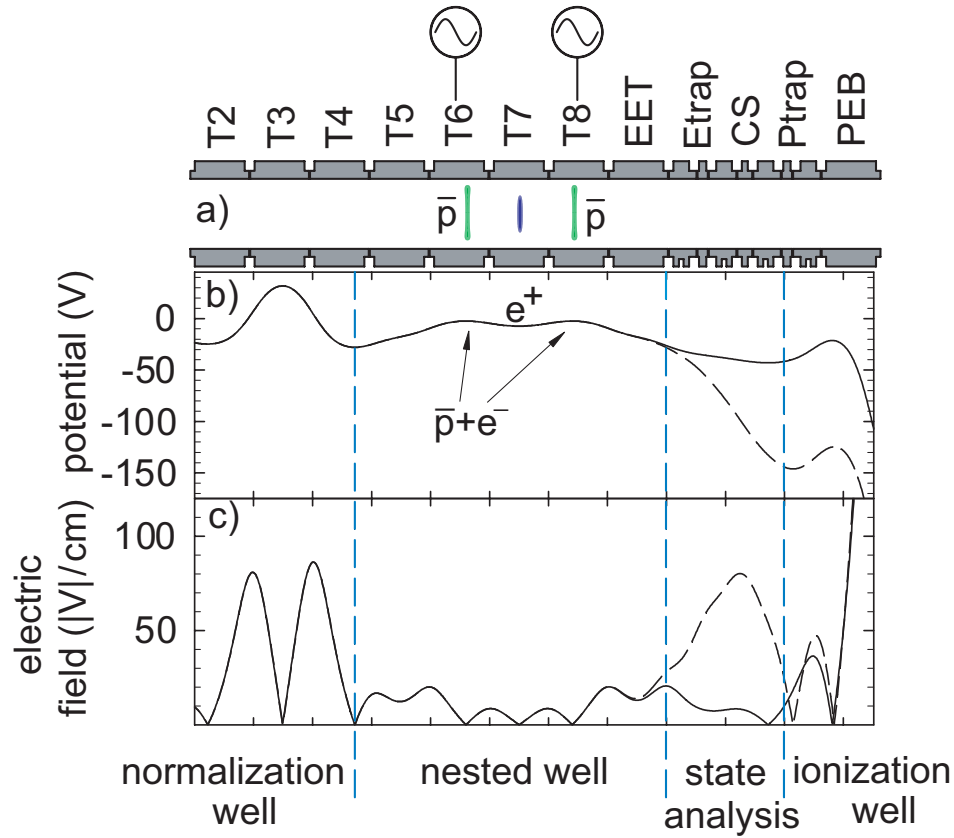 T2 T3 T4 T5 T6 T7 T8 EET Etrap CS Ptrap PEB
a)
p̅ p̅
b)
e⁺
p̅+e⁻
potential (V)
0
-50
-100
-150
c)
electric
field (|V|/cm)
100
50
normalization
well
nested well
state
analysis
ionization
well